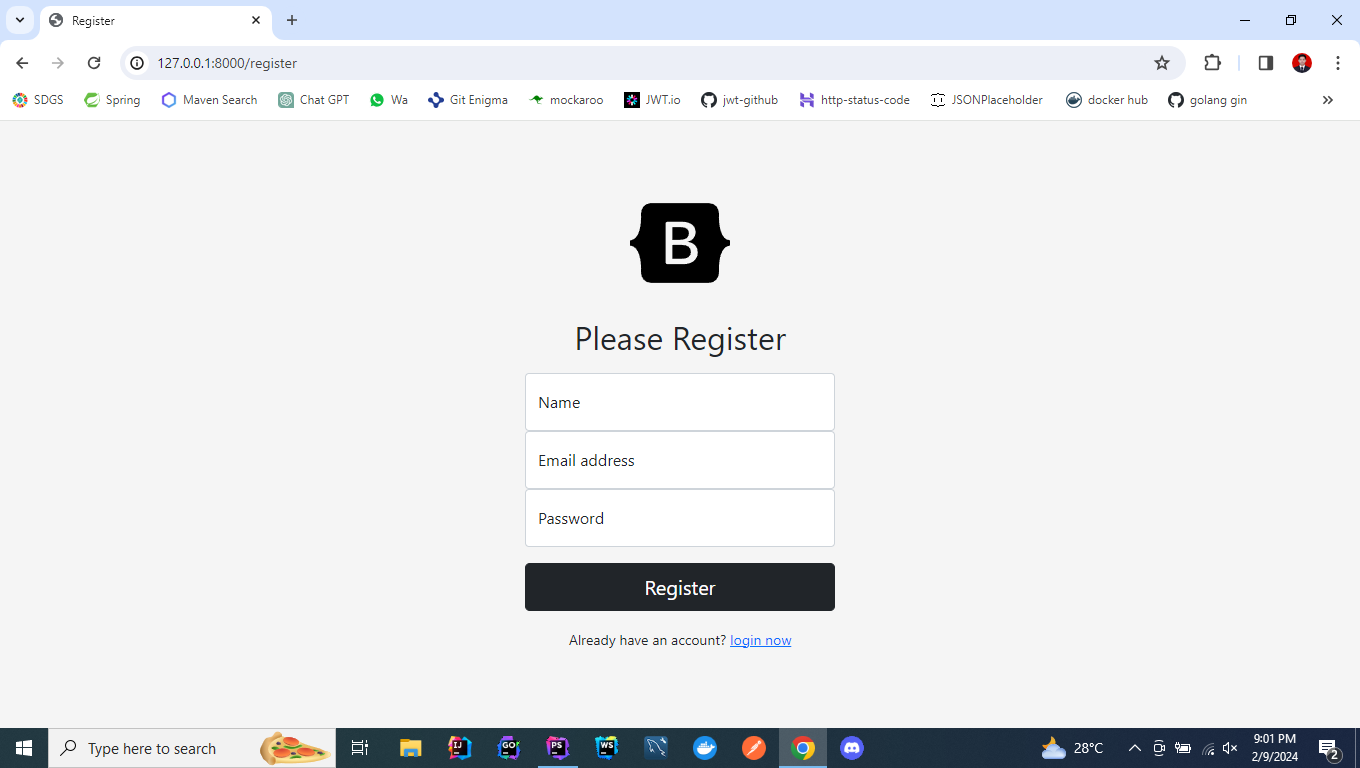 Register
127.0.0.1:8000/register
SDGS Spring Maven Search Chat GPT Wa Git Enigma mockaroo JWT.io jwt-github http-status-code JSONPlaceholder docker hub golang gin
B
Please Register
Name
Email address
Password
Register
Already have an account? login now
Type here to search
IJ GO PS WS
28°C
9:01 PM
2/9/2024
2